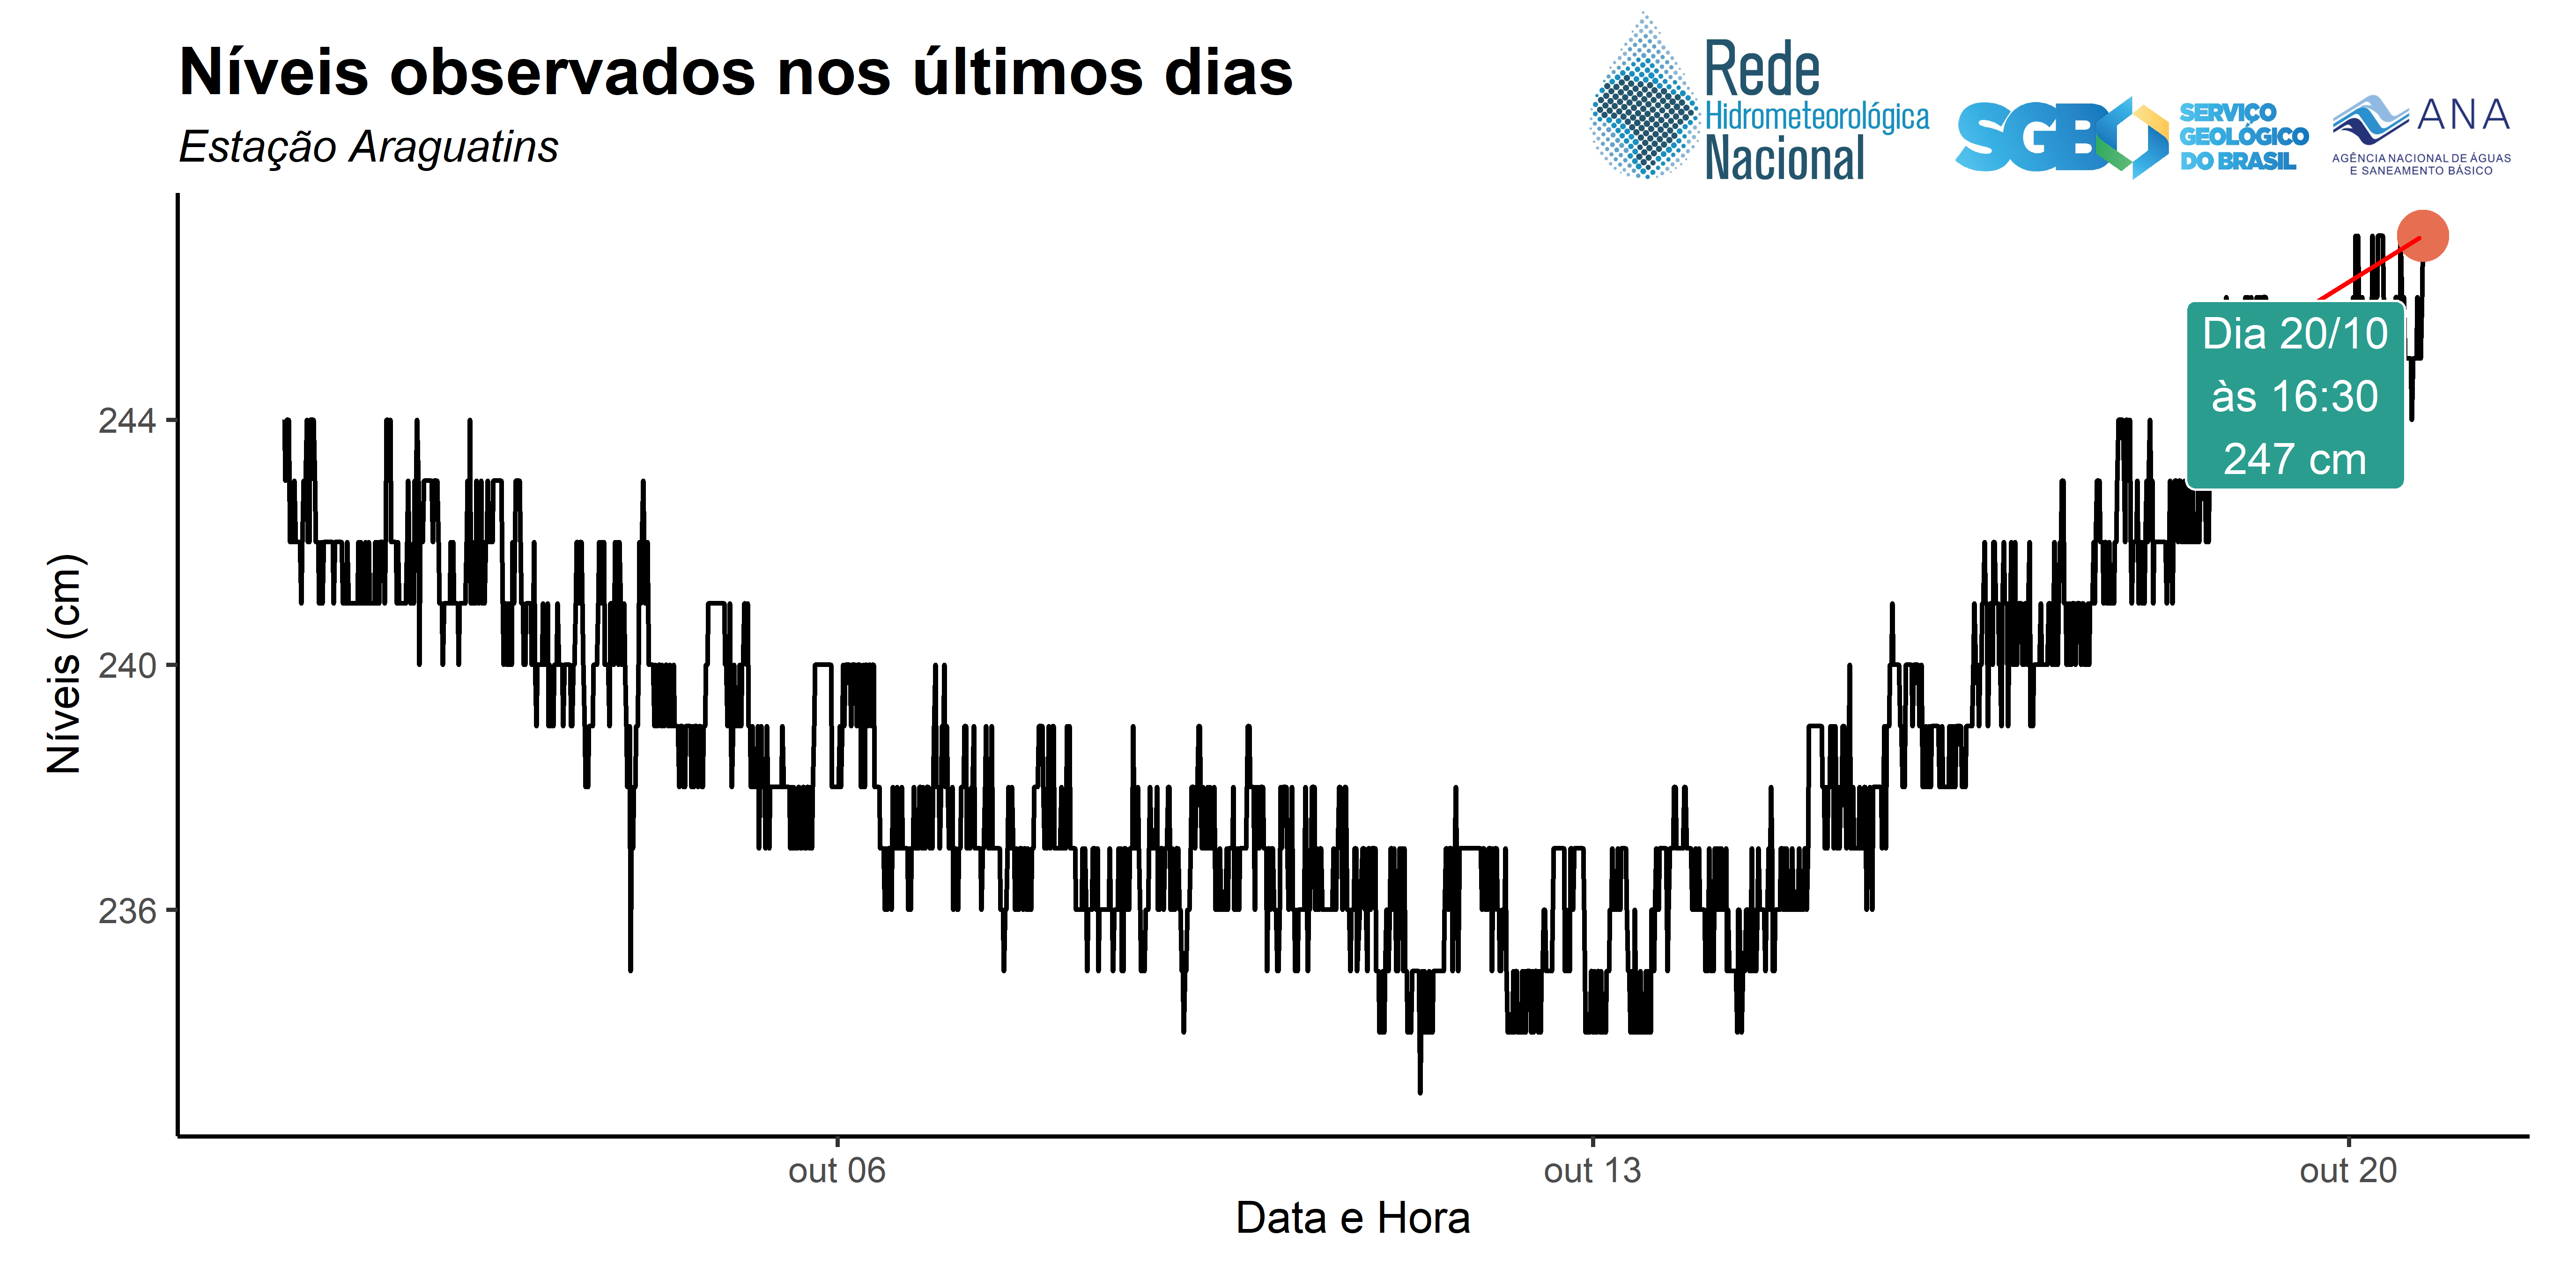 Níveis observados nos últimos dias
Estação Araguatins
Rede
Hidrometeorológica
Nacional
SGB
SERVIÇO
GEOLÓGICO
DO BRASIL
ANA
AGÊNCIA NACIONAL DE ÁGUAS
E SANEAMENTO BÁSICO
Dia 20/10
às 16:30
247 cm
Níveis (cm)
244
240
236
out 06
out 13
out 20
Data e Hora